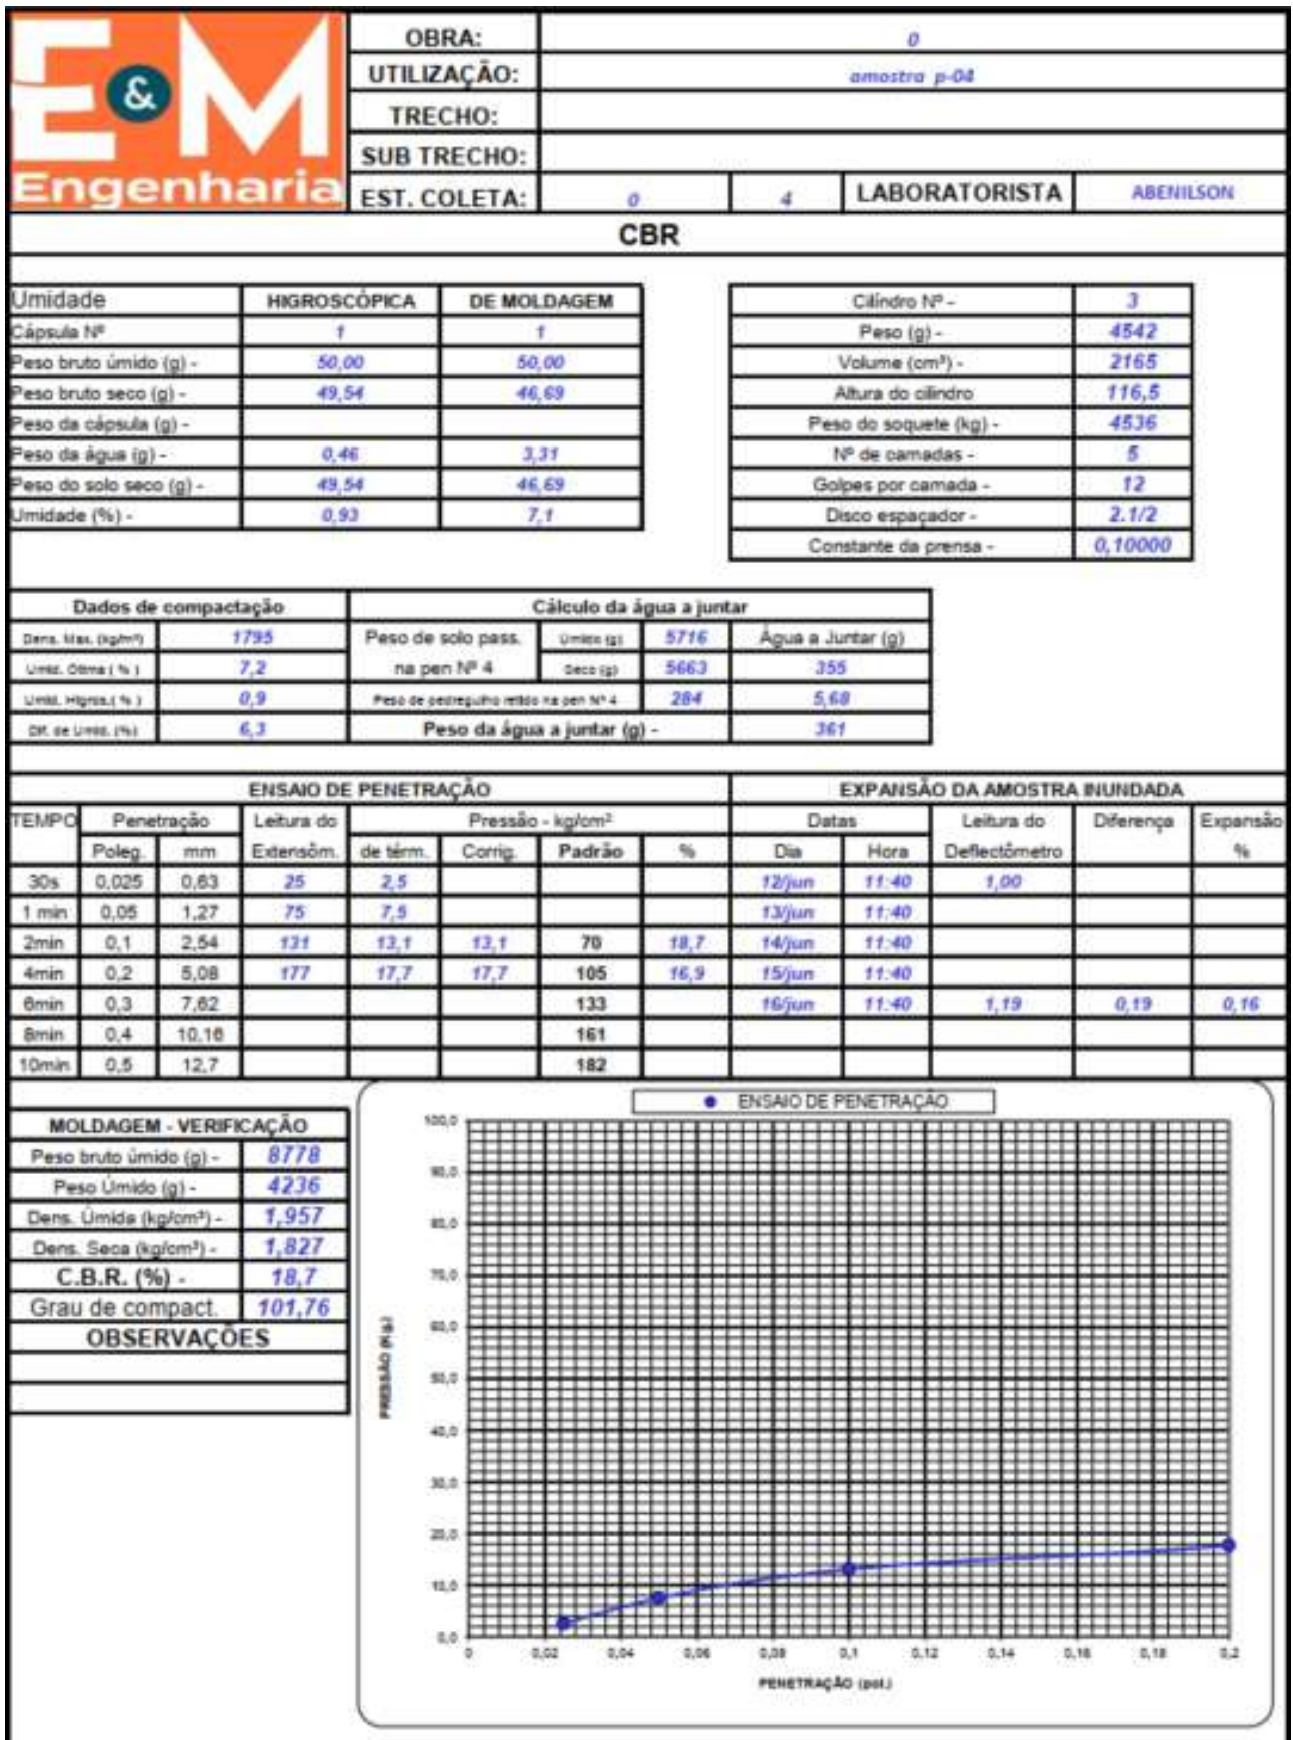 E&M
Engenharia
OBRA: 0
UTILIZAÇÃO: amostra p-04
TRECHO:
SUB TRECHO:
EST. COLETA: 0 4 LABORATORISTA ABENILSON
CBR
Umidade HIGROSCÓPICA DE MOLDAGEM
Cápsula Nº 1 1
Peso bruto úmido (g) - 50,00 50,00
Peso bruto seco (g) - 49,54 46,69
Peso da cápsula (g) -
Peso da água (g) - 0,46 3,31
Peso do solo seco (g) - 49,54 46,69
Umidade (%) - 0,93 7,1
Cilíndro Nº - 3
Peso (g) - 4542
Volume (cm³) - 2165
Altura do cilindro 116,5
Peso do soquete (kg) - 4536
Nº de camadas - 5
Golpes por camada - 12
Disco espaçador - 2.1/2
Constante da prensa - 0,10000
Dados de compactação Cálculo da água a juntar
Dens. Max. (kg/m³) 1795 Peso de solo pass. Úmido (g) 5716 Água a Juntar (g)
Umid. Ótima ( % ) 7,2 na pen Nº 4 Seco (g) 5663 355
Umid. Higros.( % ) 0,9 Peso de pedregulho retido na pen Nº 4 284 5,68
Dif. de Umid. (%) 6,3 Peso da água a juntar (g) - 361
ENSAIO DE PENETRAÇÃO EXPANSÃO DA AMOSTRA INUNDADA
TEMPO Penetração Leitura do Pressão - kg/cm² Datas Leitura do Diferença Expansão
Poleg. mm Extensôm. de térm. Corrig. Padrão % Dia Hora Deflectômetro %
30s 0,025 0,63 25 2,5 12/jun 11:40 1,00
1 min 0,05 1,27 75 7,5 13/jun 11:40
2min 0,1 2,54 131 13,1 13,1 70 18,7 14/jun 11:40
4min 0,2 5,08 177 17,7 17,7 105 16,9 15/jun 11:40
6min 0,3 7,62 133 16/jun 11:40 1,19 0,19 0,16
8min 0,4 10,16 161
10min 0,5 12,7 182
MOLDAGEM - VERIFICAÇÃO
Peso bruto úmido (g) - 8778
Peso Úmido (g) - 4236
Dens. Úmida (kg/cm³) - 1,957
Dens. Seca (kg/cm³) - 1,827
C.B.R. (%) - 18,7
Grau de compact. 101,76
OBSERVAÇÕES
ENSAIO DE PENETRAÇÃO
100,0
90,0
80,0
70,0
60,0
50,0
40,0
30,0
20,0
10,0
0,0
PRESSÃO (Kg.)
0 0,02 0,04 0,06 0,08 0,1 0,12 0,14 0,16 0,18 0,2
PENETRAÇÃO (pol.)